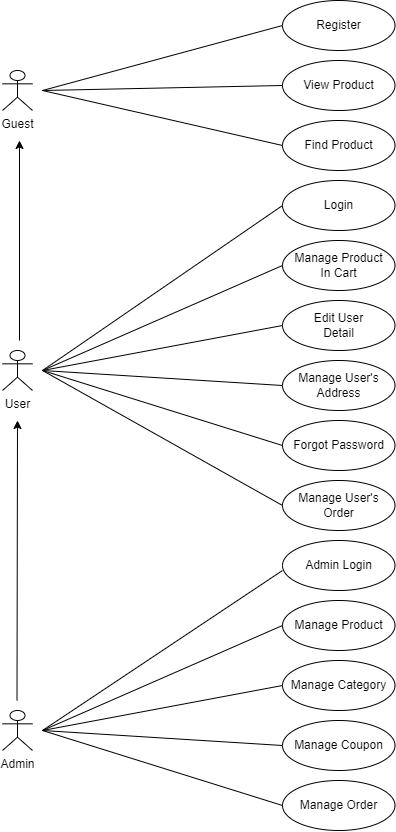 Register
View Product
Guest
Find Product
Login
Manage Product
In Cart
Edit User
Detail
Manage User's
Address
User
Forgot Password
Manage User's
Order
Admin Login
Manage Product
Manage Category
Manage Coupon
Admin
Manage Order